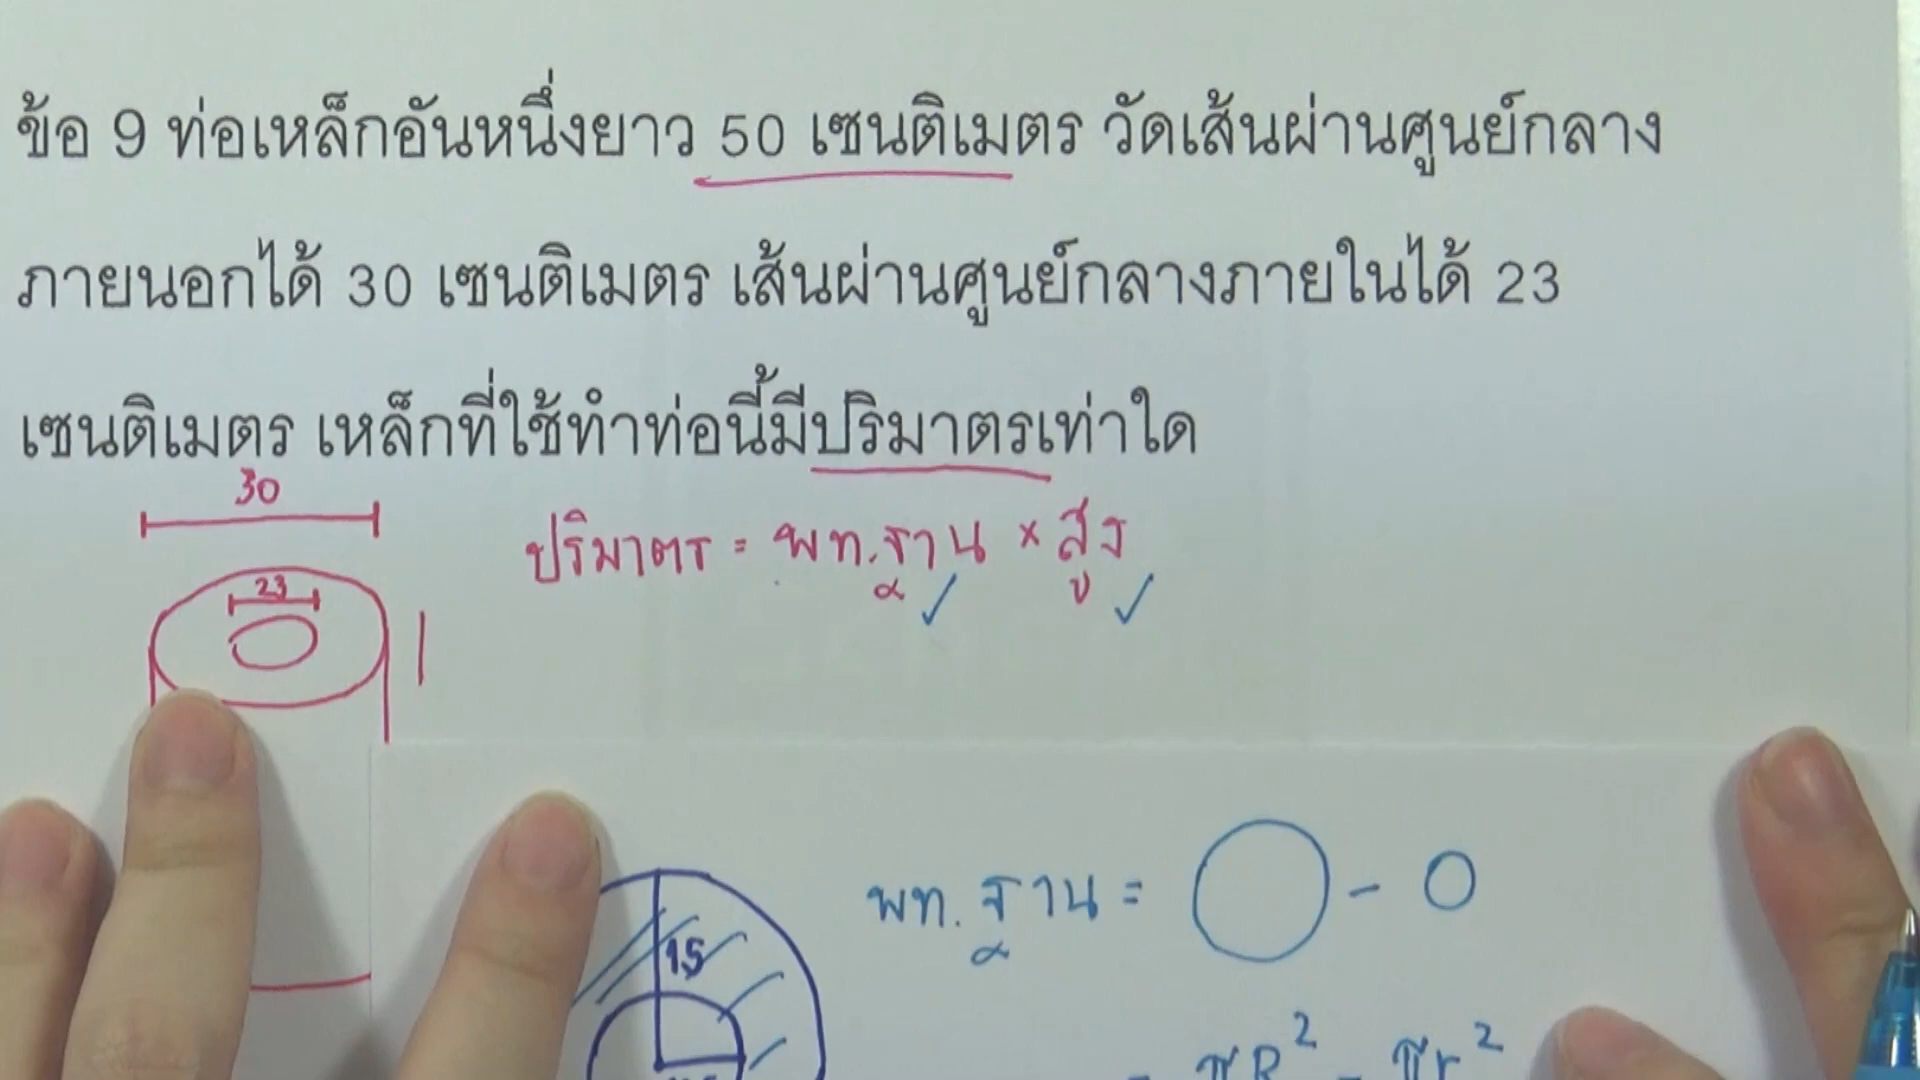 ข้อ 9 ท่อเหล็กอันหนึ่งยาว 50 เซนติเมตร วัดเส้นผ่านศูนย์กลาง
ภายนอกได้ 30 เซนติเมตร เส้นผ่านศูนย์กลางภายในได้ 23
เซนติเมตร เหล็กที่ใช้ทำท่อนี้มีปริมาตรเท่าใด
30
ปริมาตร = พท.ฐาน × สูง
23
พท.ฐาน = ○ - ○
15
= πR² - πr²